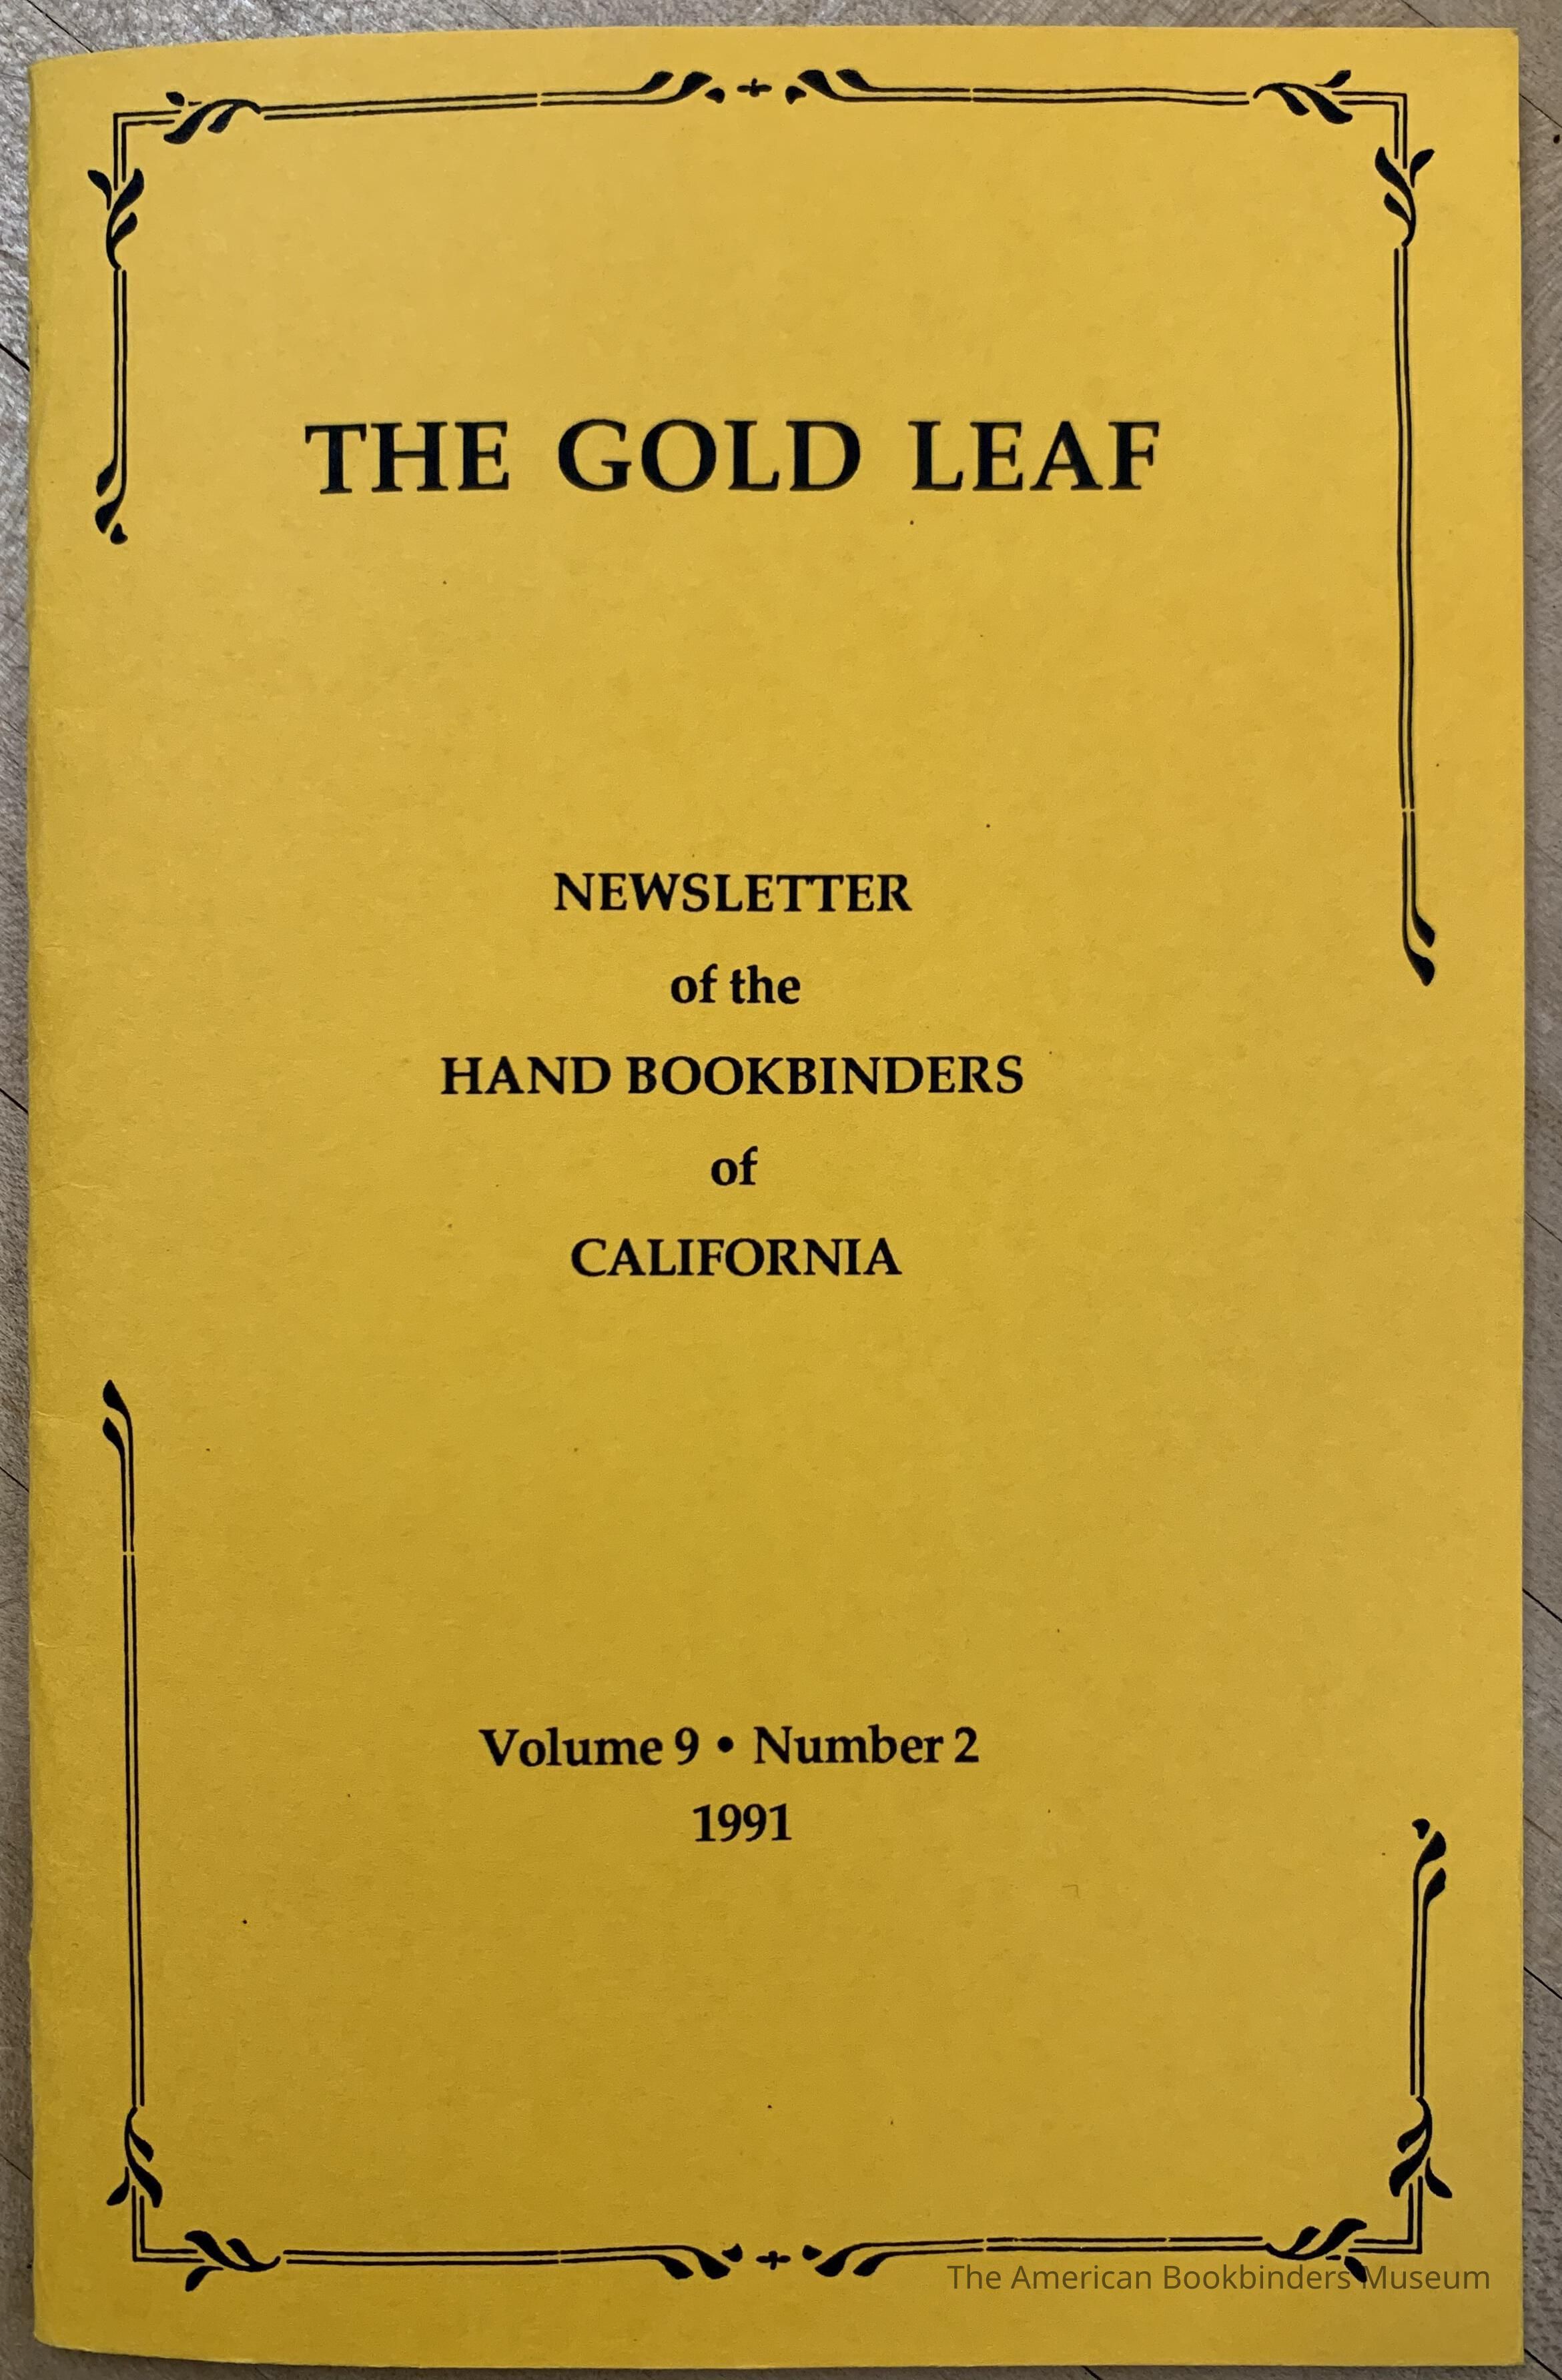 THE GOLD LEAF
NEWSLETTER
of the
HAND BOOKBINDERS
of
CALIFORNIA
Volume 9 • Number 2
1991
The American Bookbinders Museum